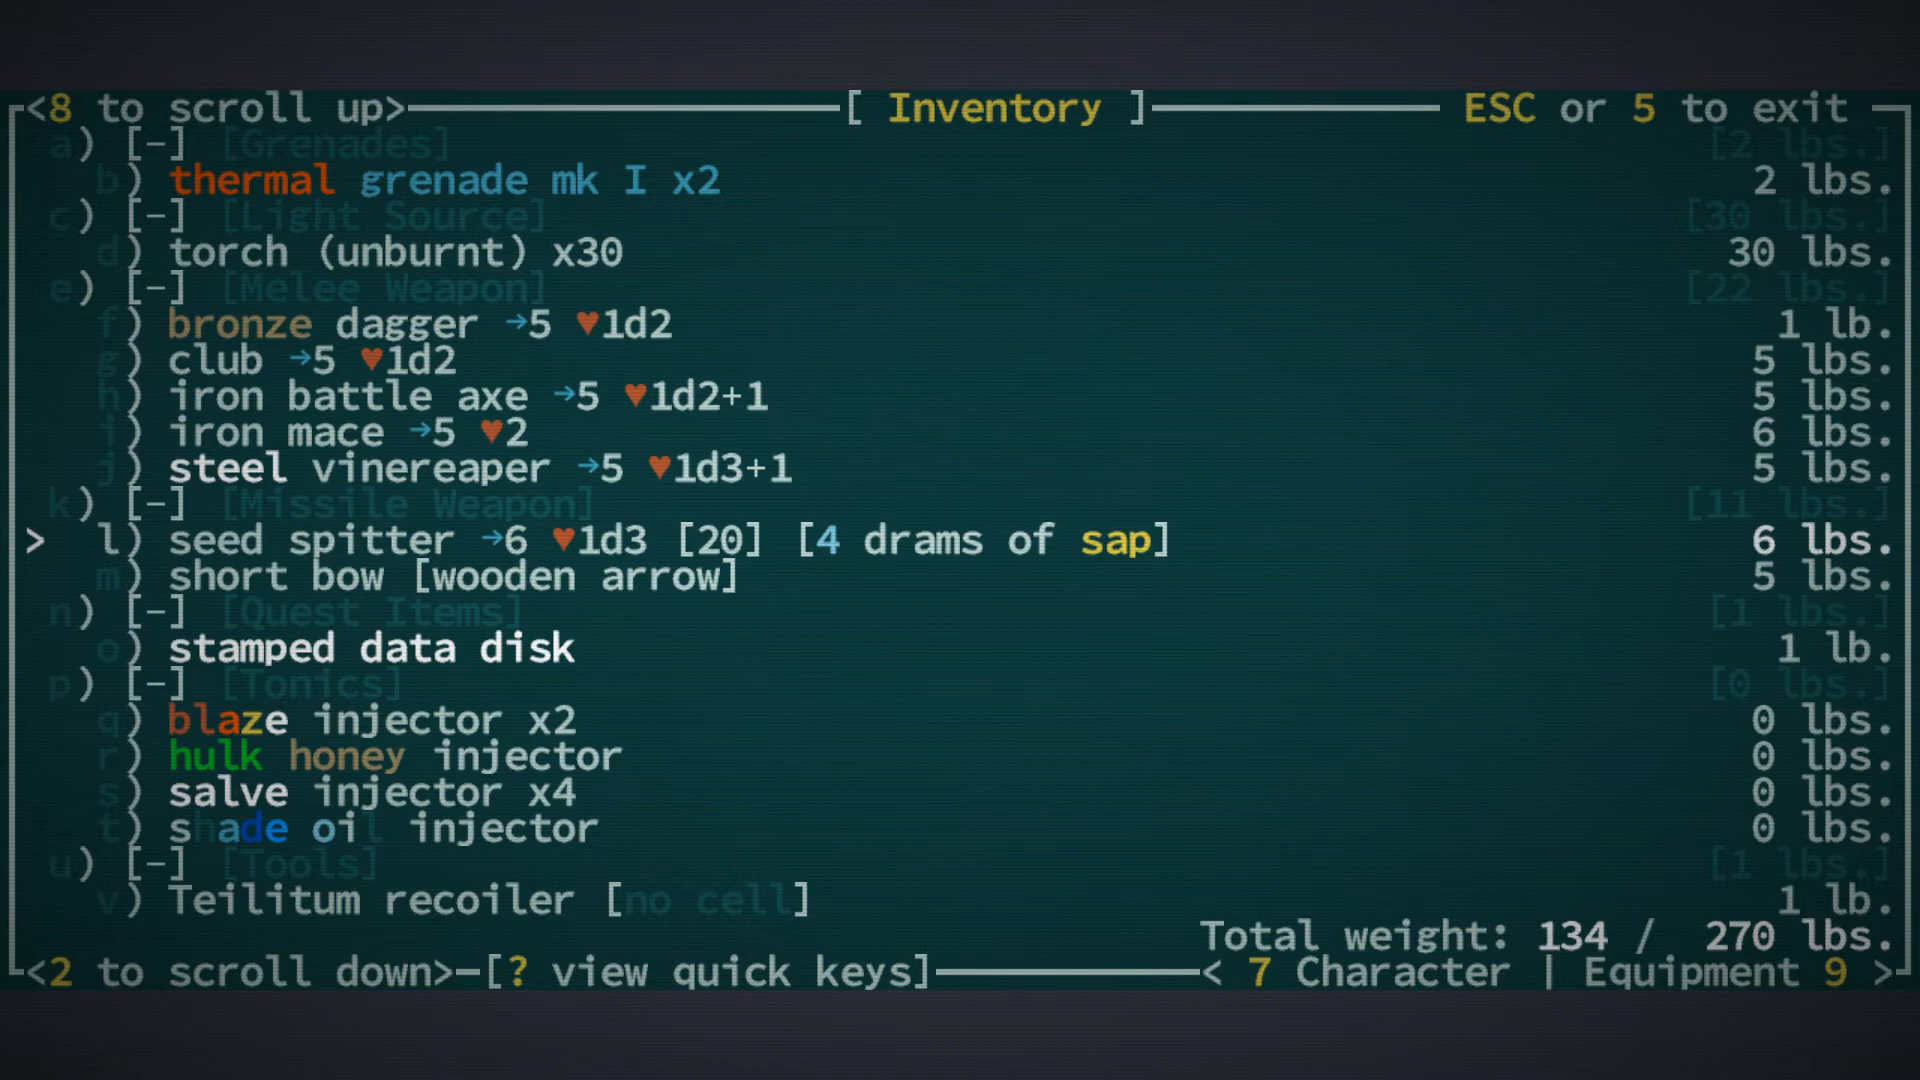 <8 to scroll up> [ Inventory ] ESC or 5 to exit
a) [-] [Grenades] [2 lbs.]
b) thermal grenade mk I x2 2 lbs.
c) [-] [Light Source] [30 lbs.]
d) torch (unburnt) x30 30 lbs.
e) [-] [Melee Weapon] [22 lbs.]
f) bronze dagger →5 ♥1d2 1 lb.
g) club →5 ♥1d2 5 lbs.
h) iron battle axe →5 ♥1d2+1 5 lbs.
i) iron mace →5 ♥2 6 lbs.
j) steel vinereaper →5 ♥1d3+1 5 lbs.
k) [-] [Missile Weapon] [11 lbs.]
> l) seed spitter →6 ♥1d3 [20] [4 drams of sap] 6 lbs.
m) short bow [wooden arrow] 5 lbs.
n) [-] [Quest Items] [1 lbs.]
o) stamped data disk 1 lb.
p) [-] [Tonics] [0 lbs.]
q) blaze injector x2 0 lbs.
r) hulk honey injector 0 lbs.
s) salve injector x4 0 lbs.
t) shade oil injector 0 lbs.
u) [-] [Tools] [1 lbs.]
v) Teilitum recoiler [no cell] 1 lb.
Total weight: 134 / 270 lbs.
<2 to scroll down> [? view quick keys] < 7 Character | Equipment 9 >